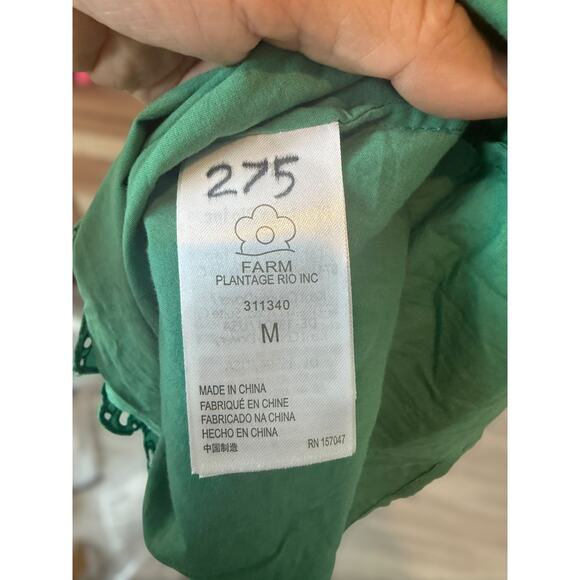 275
FARM
PLANTAGE RIO INC
311340
M
MADE IN CHINA
FABRIQUÉ EN CHINE
FABRICADO NA CHINA
HECHO EN CHINA
中国制造
RN 157047